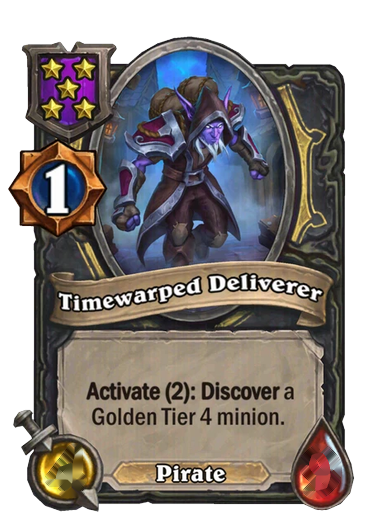 1
Timewarped Deliverer
Activate (2): Discover a
Golden Tier 4 minion.
Pirate